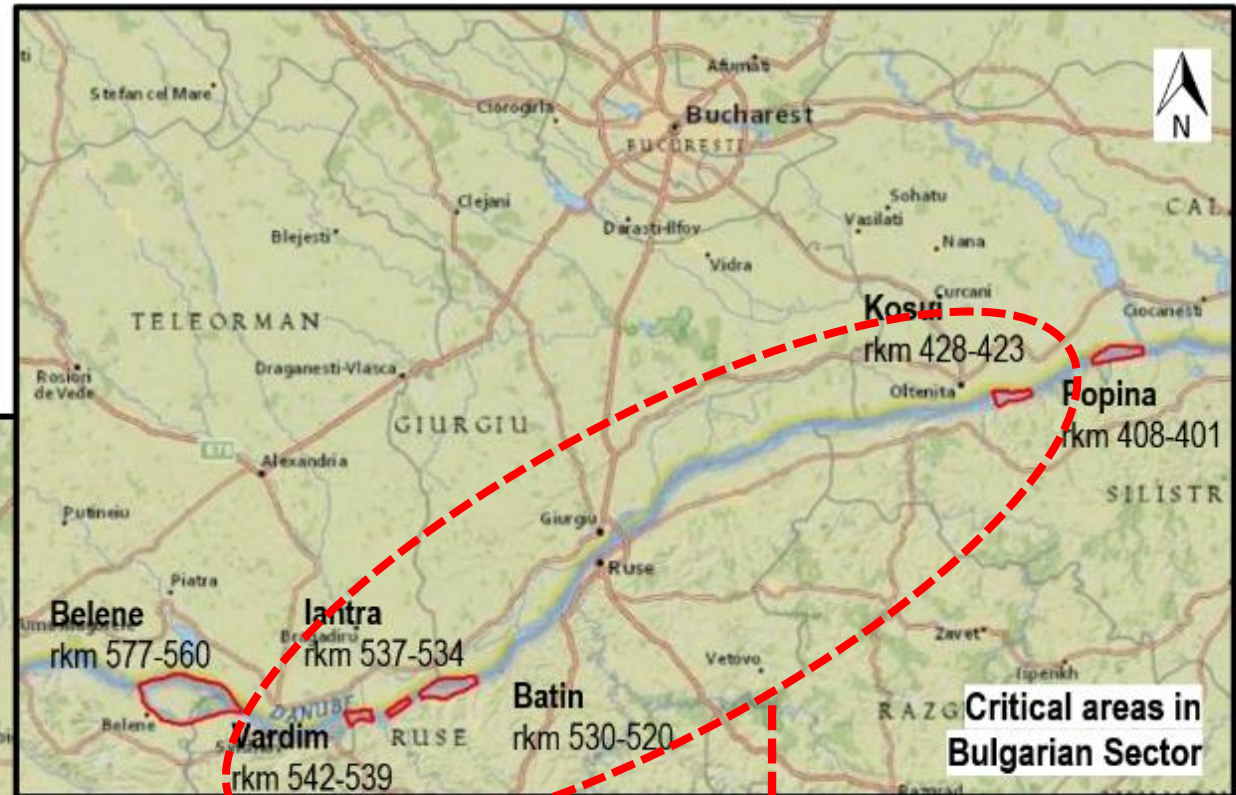 Afumati
Stefan cel Mare
Ciorogirla
Bucharest
BUCURESTI
N
Clejani
Sohatu
CAL
Blejesti
Darasti-Ilfov
Vasilati
Nana
Vidra
Curcani
Kosui
rkm 428-423
Ciocanesti
TELEORMAN
Rosiori
de Vede
Draganesti-Vlasca
Oltenita
Popina
rkm 408-401
GIURGIU
Alexandria
SILISTR
Putineiu
Giurgiu
Ruse
Piatra
Belene
rkm 577-560
Iantra
Bragadiru
rkm 537-534
Zavet
Vetovo
Isperikh
Batin
rkm 530-520
DANUBE
Belene
RUSE
RAZG
Critical areas in
Bulgarian Sector
Vardim
rkm 542-539
Razgrad